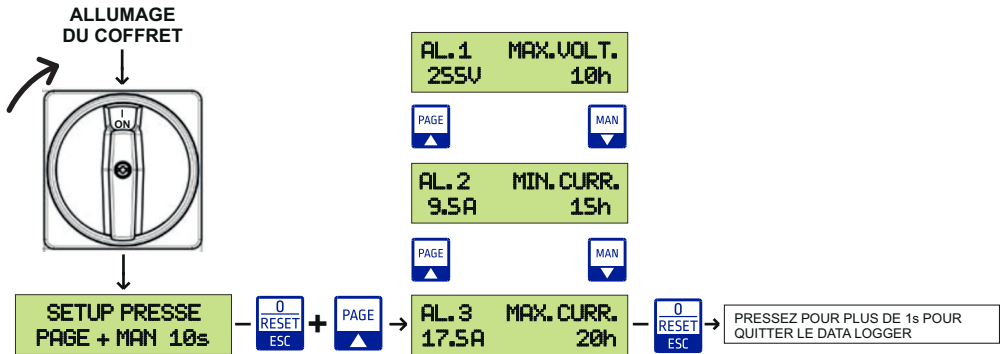 ALLUMAGE
DU COFFRET
I
ON
AL.1 MAX.VOLT.
255V 10h
PAGE
MAN
AL.2 MIN.CURR.
9.5A 15h
PAGE
MAN
SETUP PRESSE
PAGE + MAN 10s
-
0
RESET
ESC
+
PAGE
AL.3 MAX.CURR.
17.5A 20h
-
0
RESET
ESC
PRESSEZ POUR PLUS DE 1s POUR
QUITTER LE DATA LOGGER